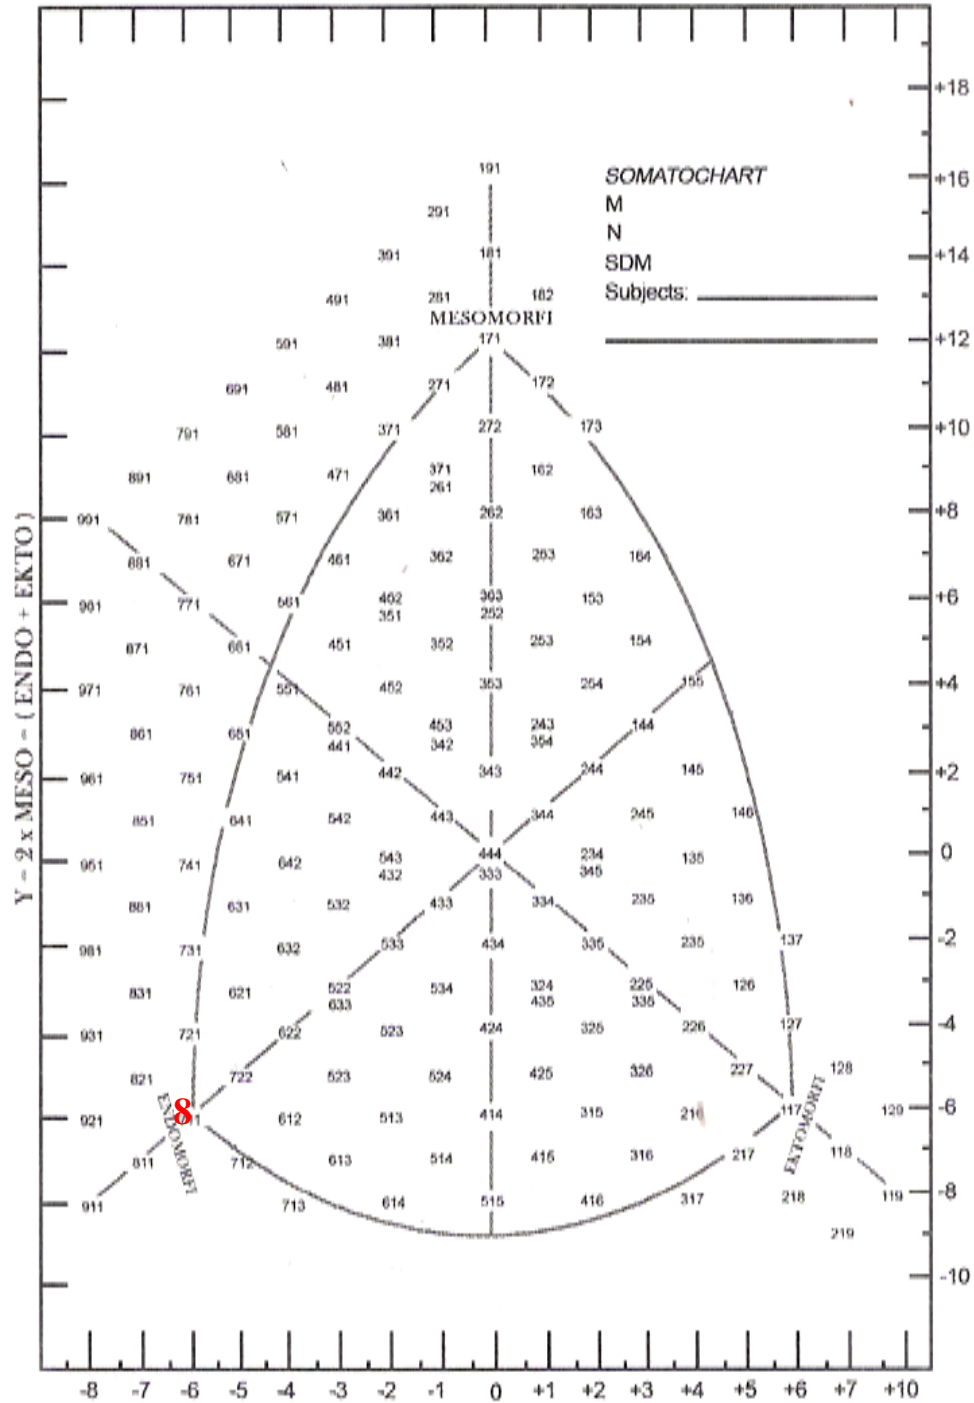 +18
191
SOMATOCHART
+16
M
291
N
391 181 +14
SDM
491 281 182 Subjects:
MESOMORFI
591 381 171 +12
691 481 271 172
791 581 371 272 173 +10
891 681 471 371 162
261
991 781 571 361 262 163 +8
881 671 461 362 263 164
981 771 561 462 363 153 +6
351 252
871 661 451 352 253 154
971 761 551 452 353 254 155 +4
861 651 552 453 243 144
441 342 354
961 751 541 442 343 244 145 +2
851 641 542 443 344 245 146
951 741 642 543 444 234 135 0
432 333 345
881 631 532 433 334 235 136
981 731 632 533 434 335 235 137 -2
831 621 522 534 324 225 126
633 435 335
931 721 622 523 424 325 226 127 -4
821 722 523 524 425 326 227 128
921 8 612 513 414 315 216 117 129 -6
811 712 613 514 415 316 217 118
911 713 614 515 416 317 218 119 -8
219
-10
ENDOMORFI
EKTOMORFI
Y = 2 x MESO - ( ENDO + EKTO )
-8 -7 -6 -5 -4 -3 -2 -1 0 +1 +2 +3 +4 +5 +6 +7 +10